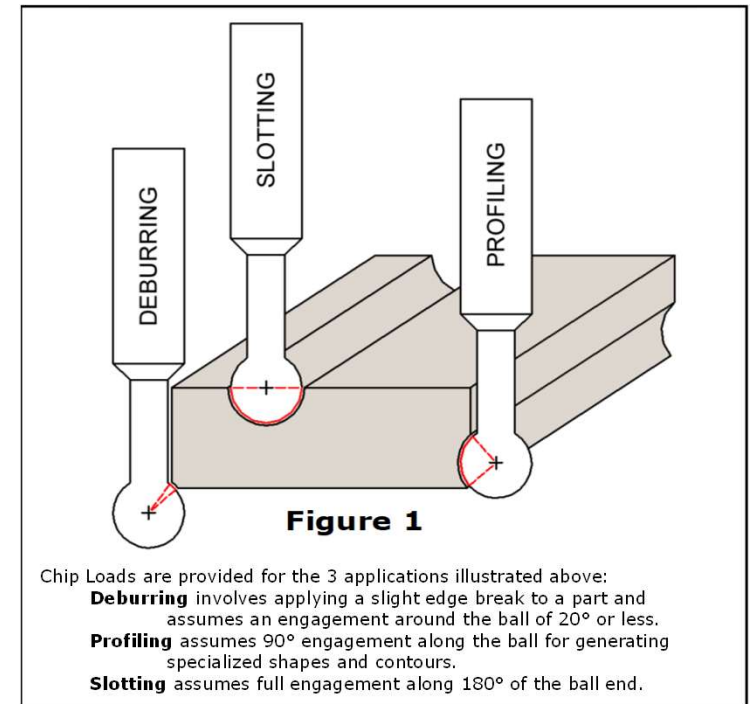 DEBURRING
SLOTTING
PROFILING
Figure 1
Chip Loads are provided for the 3 applications illustrated above:
Deburring involves applying a slight edge break to a part and
assumes an engagement around the ball of 20° or less.
Profiling assumes 90° engagement along the ball for generating
specialized shapes and contours.
Slotting assumes full engagement along 180° of the ball end.